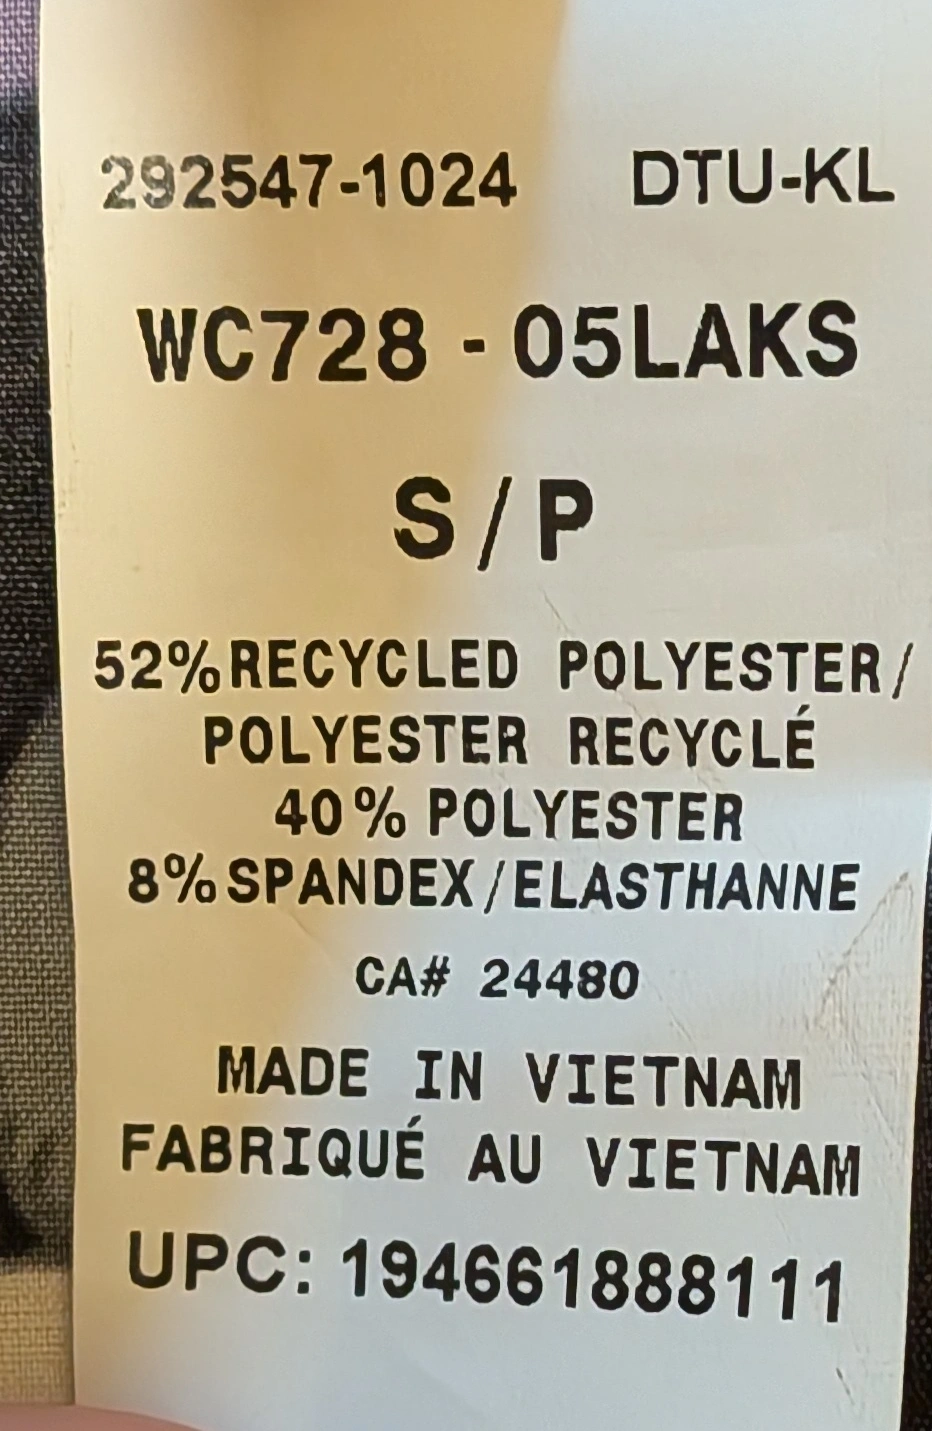 292547-1024 DTU-KL
WC728 - 05LAKS
S/P
52%RECYCLED POLYESTER/
POLYESTER RECYCLÉ
40% POLYESTER
8%SPANDEX/ELASTHANNE
CA# 24480
MADE IN VIETNAM
FABRIQUÉ AU VIETNAM
UPC: 194661888111